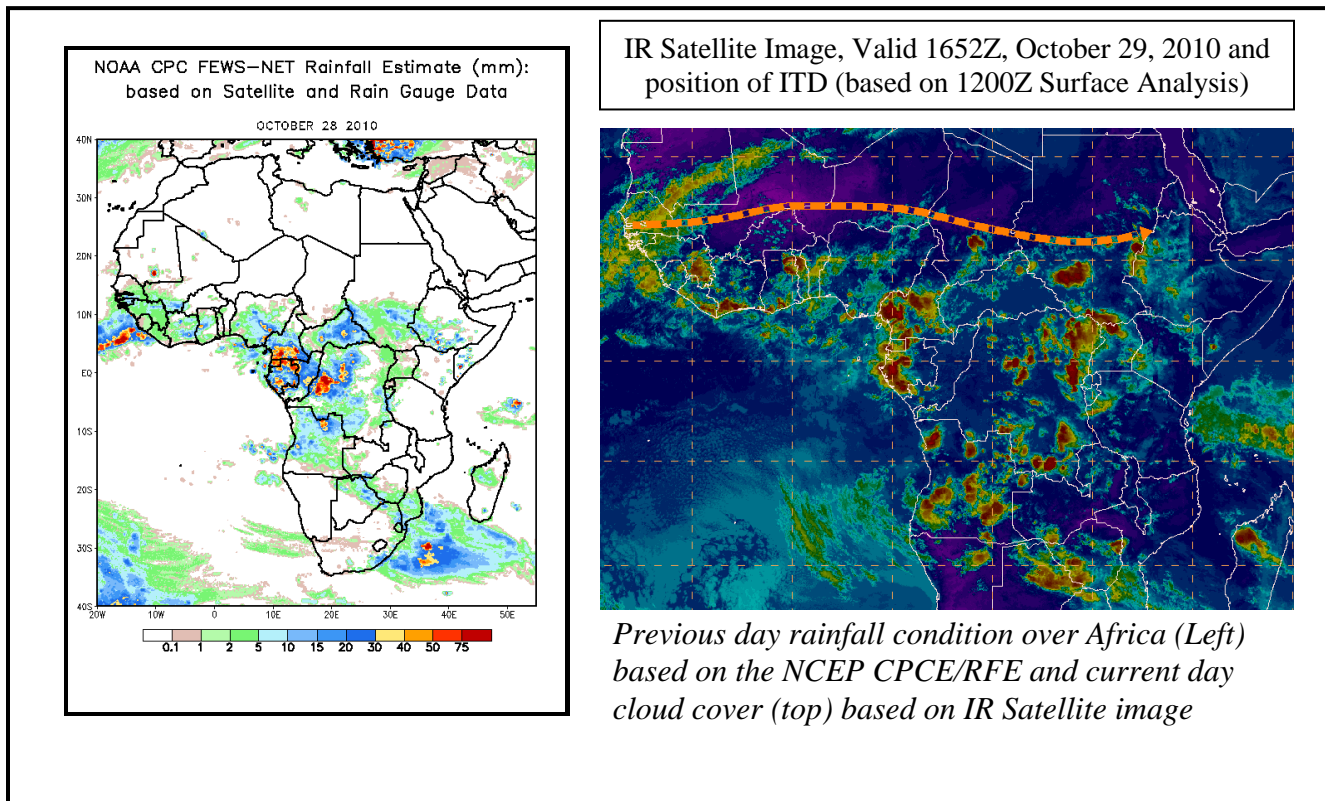 NOAA CPC FEWS-NET Rainfall Estimate (mm):
based on Satellite and Rain Gauge Data
OCTOBER 28 2010
40N
30N
20N
10N
EQ
10S
20S
30S
40S
20W 10W 0 10E 20E 30E 40E 50E
0.1 1 2 5 10 15 20 30 40 50 75
IR Satellite Image, Valid 1652Z, October 29, 2010 and
position of ITD (based on 1200Z Surface Analysis)
Previous day rainfall condition over Africa (Left)
based on the NCEP CPCE/RFE and current day
cloud cover (top) based on IR Satellite image